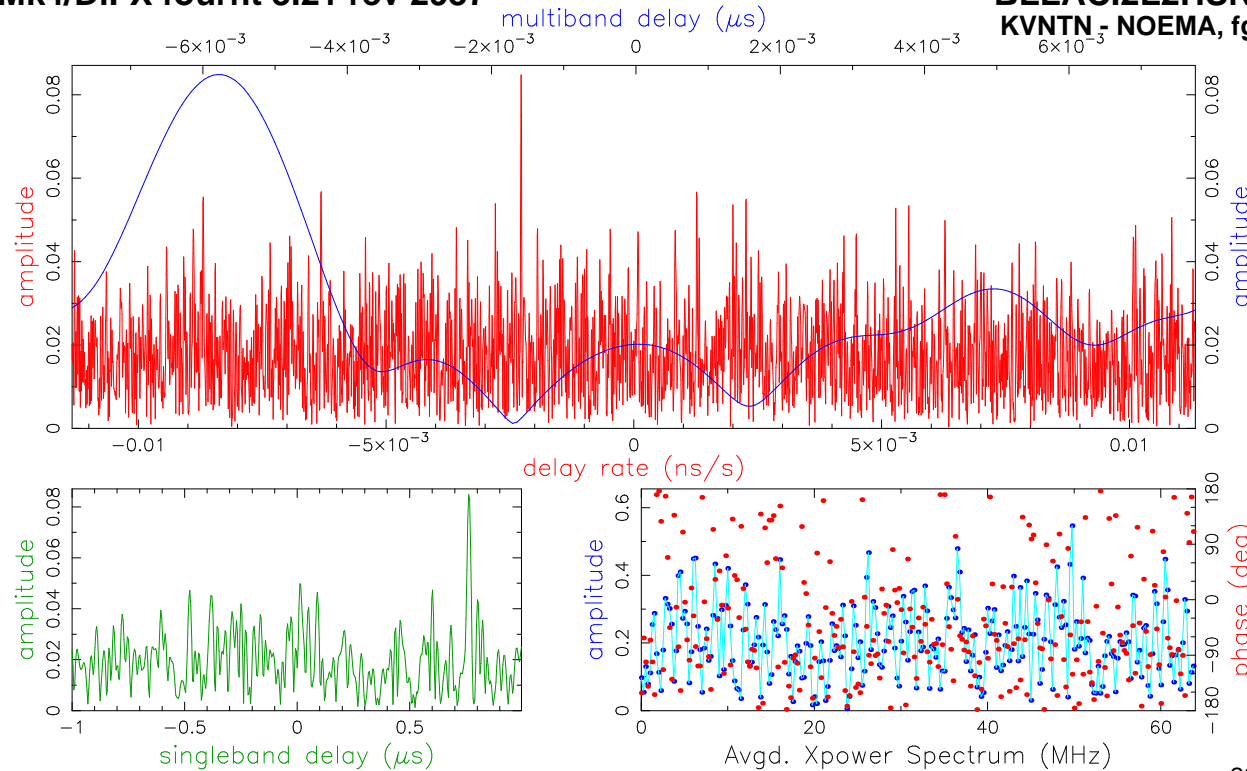 multiband delay (μs)
KVNTN - NOEMA, fg
−6×10⁻³ −4×10⁻³ −2×10⁻³ 0 2×10⁻³ 4×10⁻³ 6×10⁻³
amplitude
0 0.02 0.04 0.06 0.08
0 0.02 0.04 0.06 0.08
amplitude
−0.01 −5×10⁻³ 0 5×10⁻³ 0.01
delay rate (ns/s)
amplitude
0 0.02 0.04 0.06 0.08
−1 −0.5 0 0.5
singleband delay (μs)
amplitude
0 0.2 0.4 0.6
0 20 40 60
Avgd. Xpower Spectrum (MHz)
−180 −90 0 90 180
phase (deg)